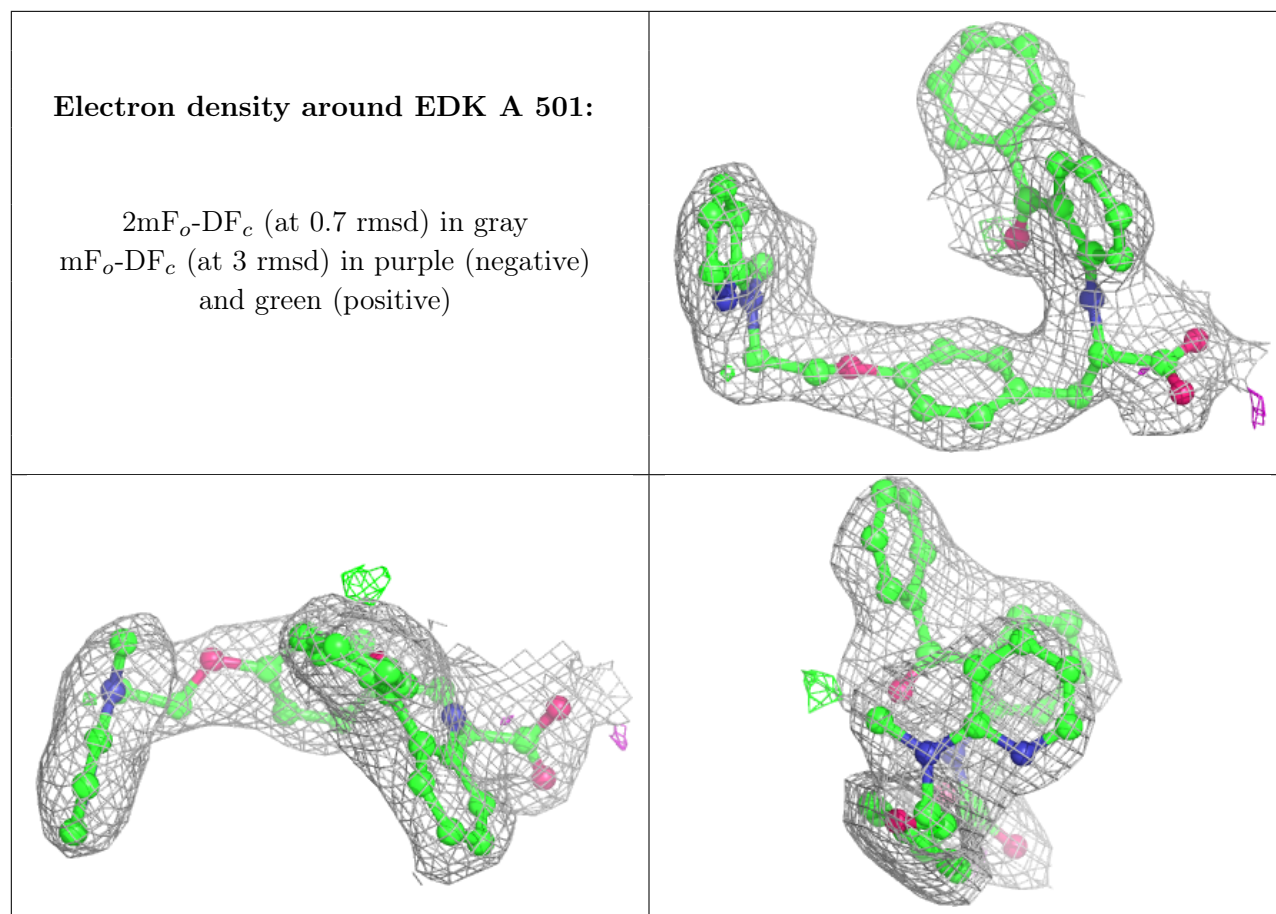 Electron density around EDK A 501:
2mFo-DFc (at 0.7 rmsd) in gray
mFo-DFc (at 3 rmsd) in purple (negative)
and green (positive)